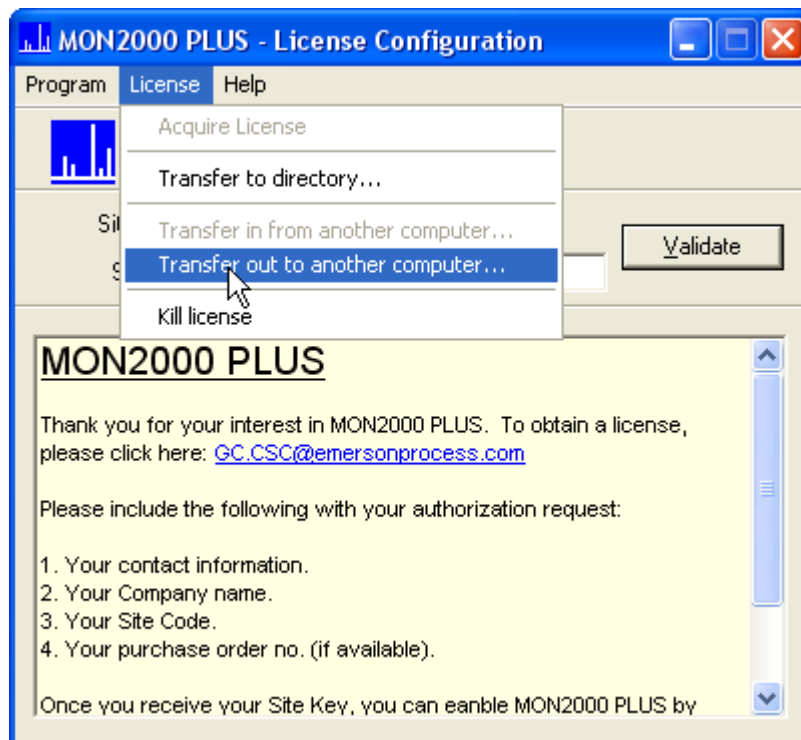 MON2000 PLUS - License Configuration
Program License Help
Acquire License
Transfer to directory...
Transfer in from another computer...
Transfer out to another computer...
Kill license
Validate
MON2000 PLUS
Thank you for your interest in MON2000 PLUS. To obtain a license,
please click here: GC.CSC@emersonprocess.com
Please include the following with your authorization request:
1. Your contact information.
2. Your Company name.
3. Your Site Code.
4. Your purchase order no. (if available).
Once you receive your Site Key, you can eanble MON2000 PLUS by